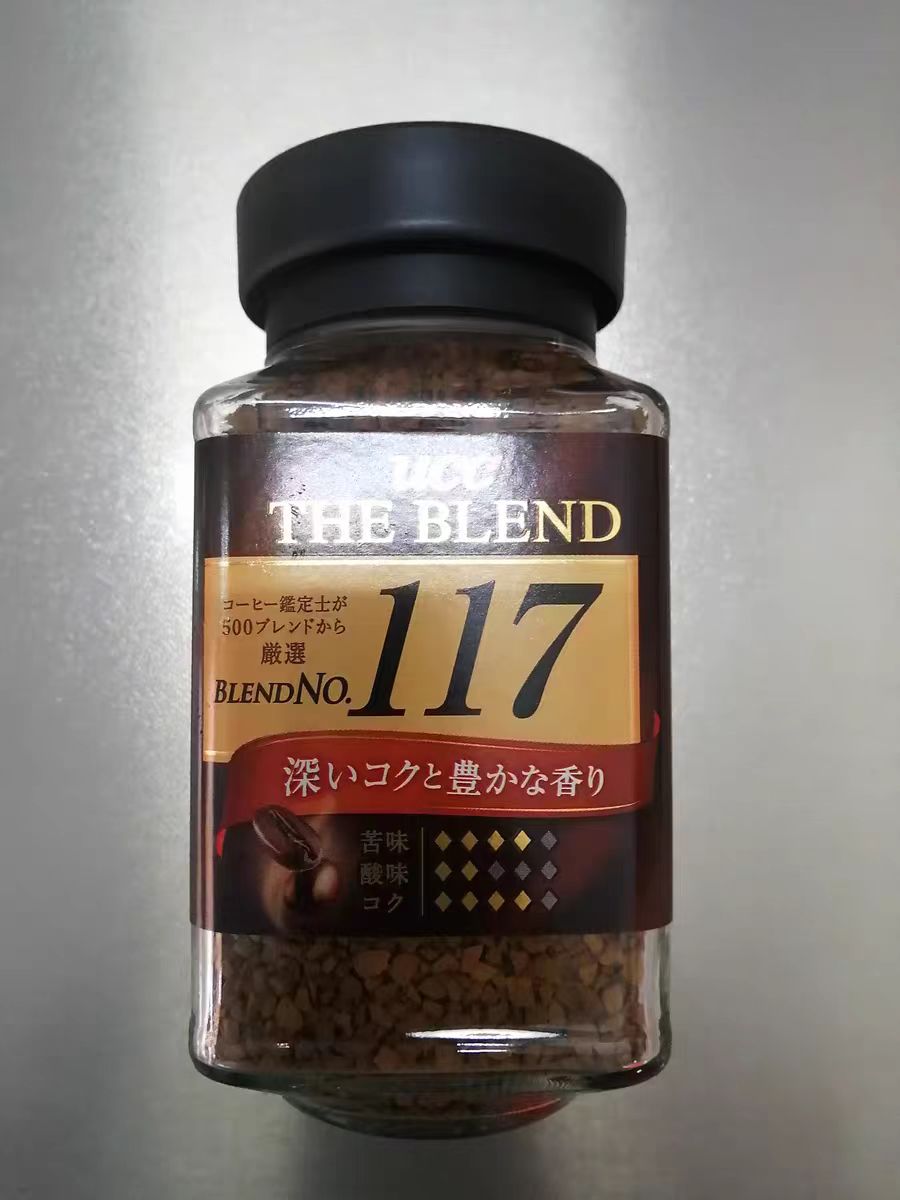 ucc
THE BLEND
コーヒー鑑定士が
500ブレンドから
厳選
BLEND NO. 117
深いコクと豊かな香り
苦味
酸味
コク